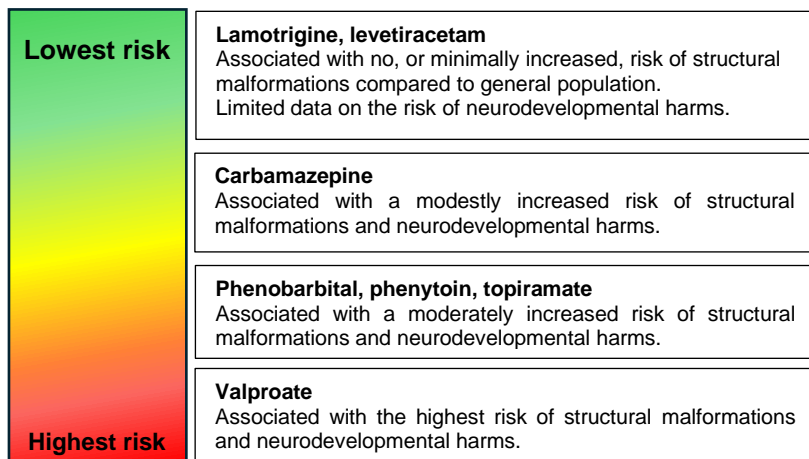 Lowest risk
Lamotrigine, levetiracetam
Associated with no, or minimally increased, risk of structural
malformations compared to general population.
Limited data on the risk of neurodevelopmental harms.
Carbamazepine
Associated with a modestly increased risk of structural
malformations and neurodevelopmental harms.
Phenobarbital, phenytoin, topiramate
Associated with a moderately increased risk of structural
malformations and neurodevelopmental harms.
Valproate
Associated with the highest risk of structural malformations
and neurodevelopmental harms.
Highest risk